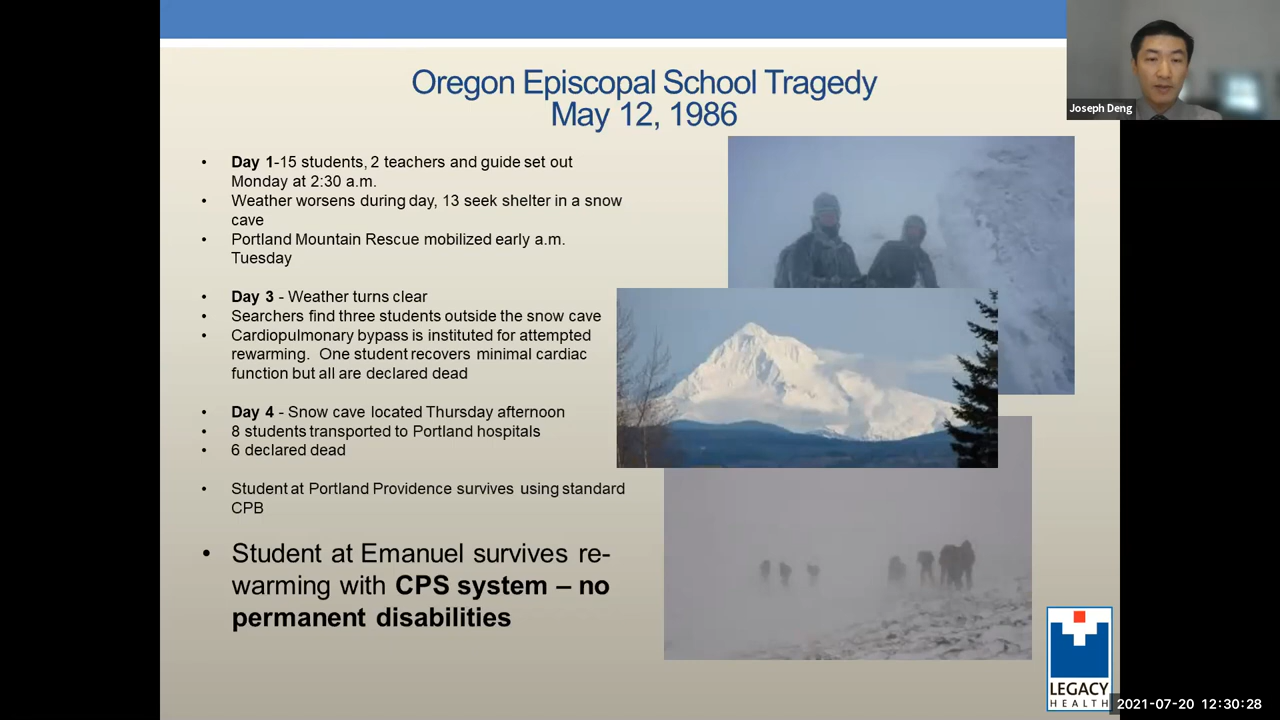 Oregon Episcopal School Tragedy
May 12, 1986
Joseph Deng
• Day 1-15 students, 2 teachers and guide set out
Monday at 2:30 a.m.
• Weather worsens during day, 13 seek shelter in a snow
cave
• Portland Mountain Rescue mobilized early a.m.
Tuesday
• Day 3 - Weather turns clear
• Searchers find three students outside the snow cave
• Cardiopulmonary bypass is instituted for attempted
rewarming. One student recovers minimal cardiac
function but all are declared dead
• Day 4 - Snow cave located Thursday afternoon
• 8 students transported to Portland hospitals
• 6 declared dead
• Student at Portland Providence survives using standard
CPB
• Student at Emanuel survives re-
warming with CPS system – no
permanent disabilities
LEGACY
HEALTH
2021-07-20 12:30:28